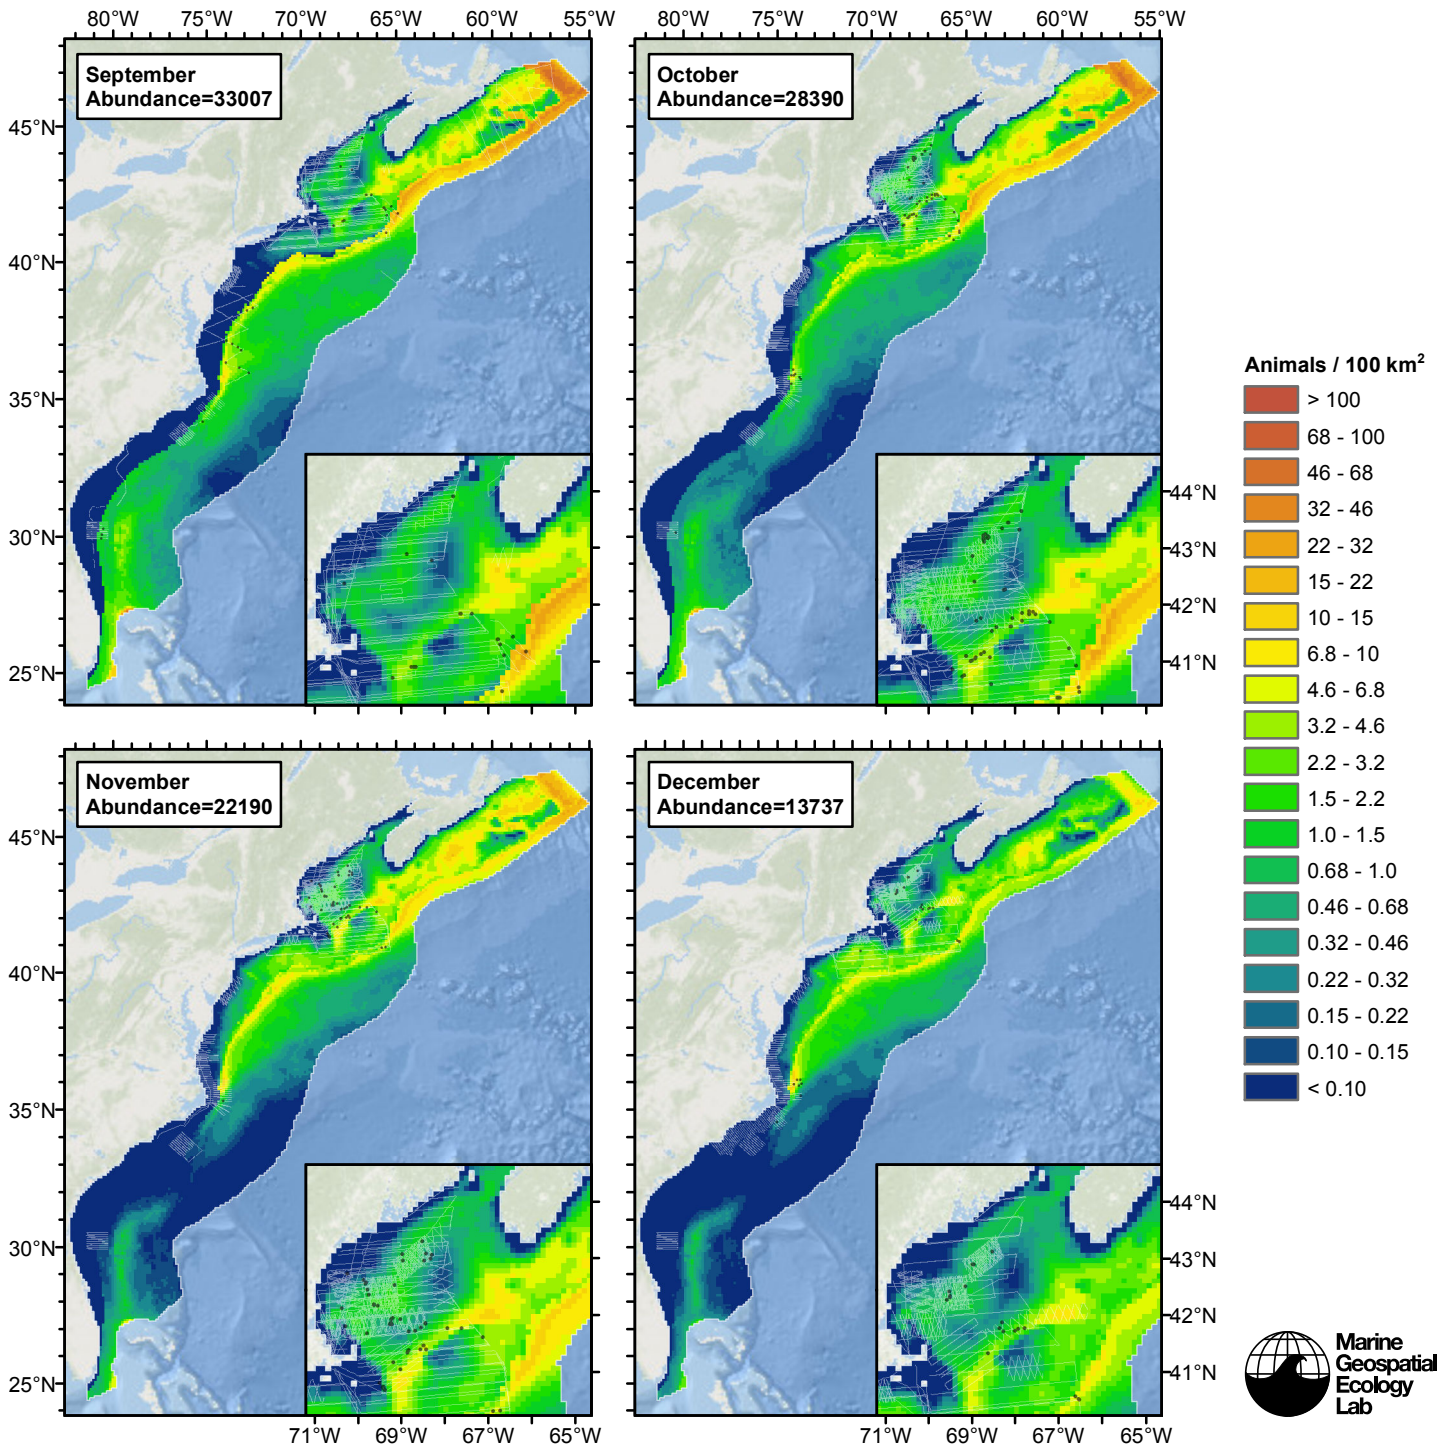 80°W 75°W 70°W 65°W 60°W 55°W
80°W 75°W 70°W 65°W 60°W 55°W
September
Abundance=33007
October
Abundance=28390
45°N
40°N
35°N
30°N
25°N
44°N
43°N
42°N
41°N
November
Abundance=22190
December
Abundance=13737
45°N
40°N
35°N
30°N
25°N
44°N
43°N
42°N
41°N
71°W 69°W 67°W 65°W
71°W 69°W 67°W 65°W
Animals / 100 km²
> 100
68 - 100
46 - 68
32 - 46
22 - 32
15 - 22
10 - 15
6.8 - 10
4.6 - 6.8
3.2 - 4.6
2.2 - 3.2
1.5 - 2.2
1.0 - 1.5
0.68 - 1.0
0.46 - 0.68
0.32 - 0.46
0.22 - 0.32
0.15 - 0.22
0.10 - 0.15
< 0.10
Marine
Geospatial
Ecology
Lab